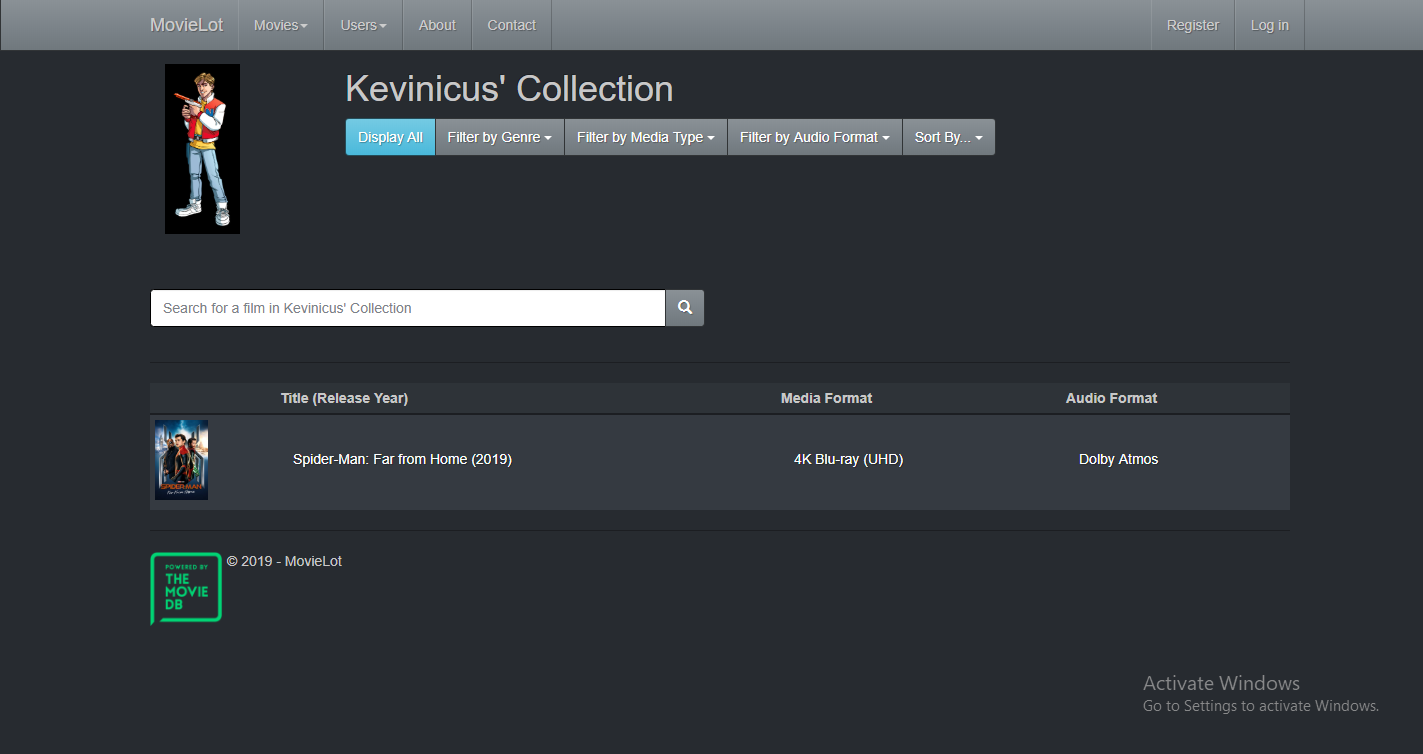 MovieLot Movies Users About Contact Register Log in
Kevinicus' Collection
Display All Filter by Genre Filter by Media Type Filter by Audio Format Sort By...
Search for a film in Kevinicus' Collection
Title (Release Year) Media Format Audio Format
SPIDER-MAN
Far From Home
Spider-Man: Far from Home (2019) 4K Blu-ray (UHD) Dolby Atmos
POWERED BY
THE
MOVIE
DB
© 2019 - MovieLot
Activate Windows
Go to Settings to activate Windows.